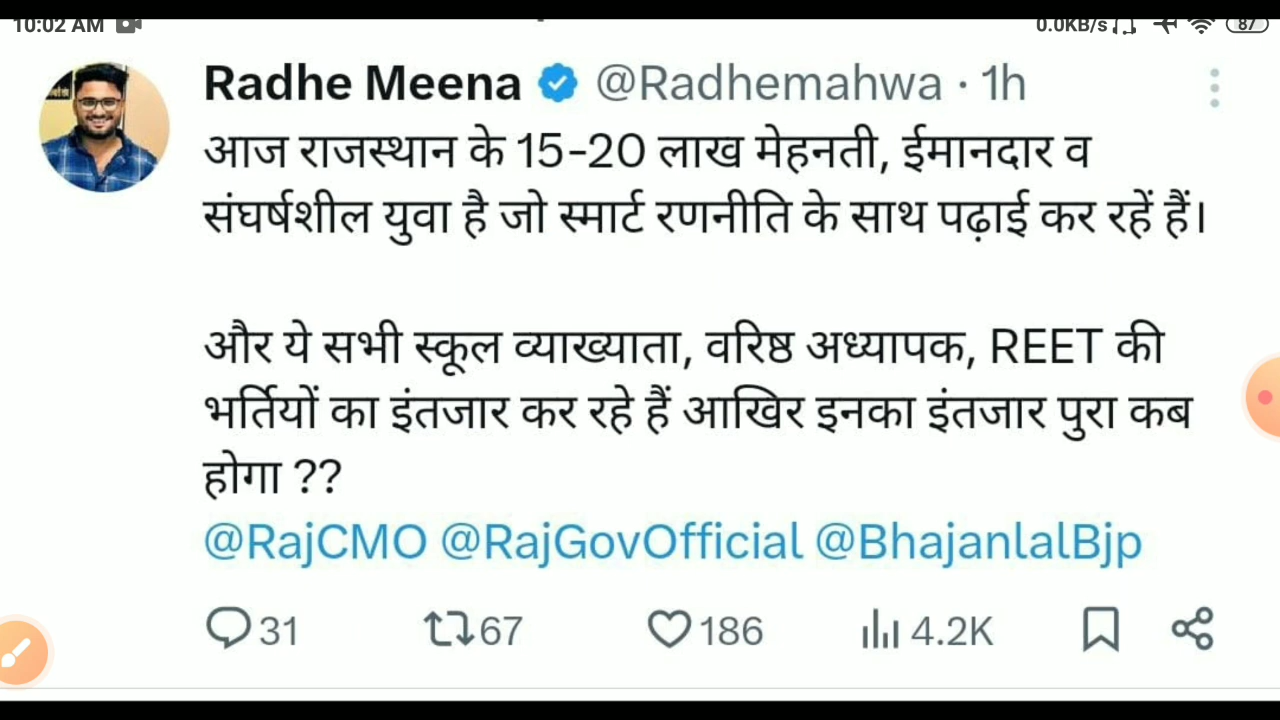 10:02 AM 0.0KB/s 87
Radhe Meena @Radhemahwa · 1h
आज राजस्थान के 15-20 लाख मेहनती, ईमानदार व
संघर्षशील युवा है जो स्मार्ट रणनीति के साथ पढ़ाई कर रहें हैं।
और ये सभी स्कूल व्याख्याता, वरिष्ठ अध्यापक, REET की
भर्तियों का इंतजार कर रहे हैं आखिर इनका इंतजार पुरा कब
होगा ??
@RajCMO @RajGovOfficial @BhajanlalBjp
31 67 186 4.2K